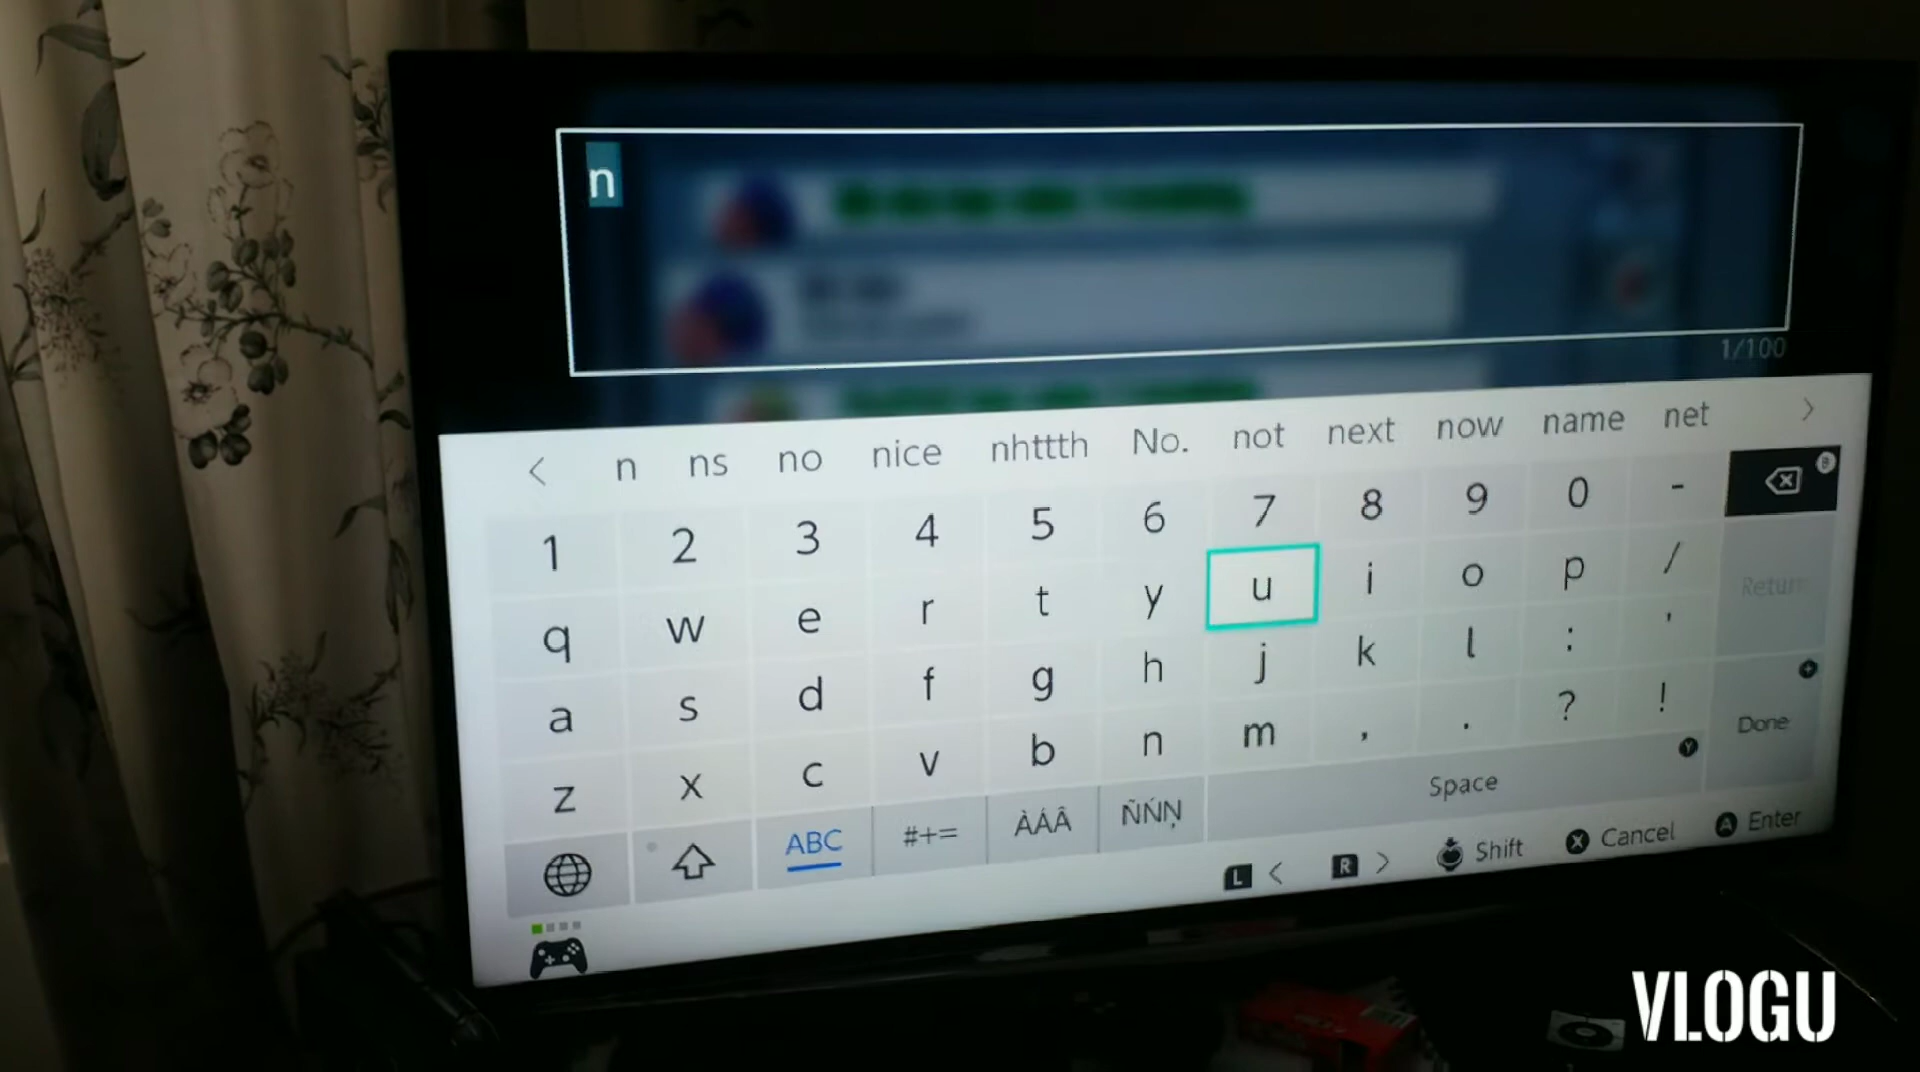 n
1/100
< n ns no nice nhttth No. not next now name net >
1 2 3 4 5 6 7 8 9 0 - B
q w e r t y u i o p / Return
a s d f g h j k l : '
z x c v b n m , . ? ! + Done
ABC #+= ÀÁÂ ÑŃŅ Space Y
L < R > Shift X Cancel A Enter
VLOGU